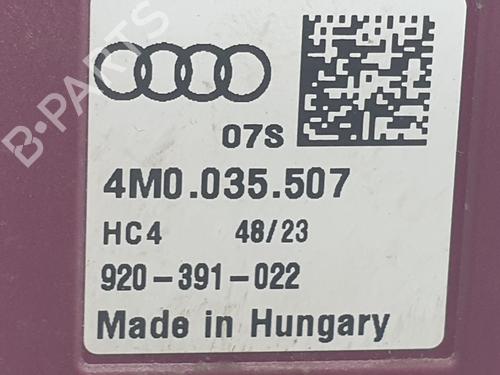 07S
4M0.035.507
HC4 48/23
920-391-022
Made in Hungary
B-PARTS